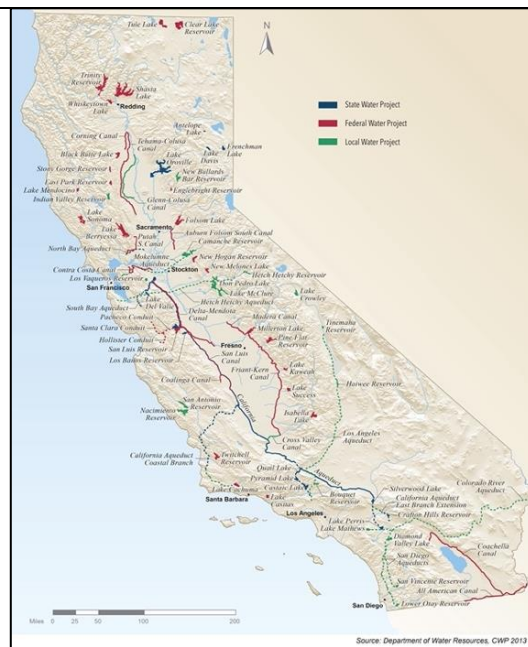 Tule Lake
Clear Lake
Reservoir
N
Trinity
Reservoir
Shasta
Lake
Whiskeytown
Lake
Redding
State Water Project
Federal Water Project
Local Water Project
Corning Canal
Tehama-Colusa
Canal
Antelope
Lake
Frenchman
Lake
Lake
Davis
Black Butte Lake
Lake
Oroville
Stony Gorge Reservoir
New Bullards
Bar Reservoir
East Park Reservoir
Lake Mendocino
Englebright Reservoir
Indian Valley Reservoir
Glenn-Colusa
Canal
Lake
Sonoma
Folsom Lake
Lake
Berryessa
Sacramento
Putah
S. Canal
Auburn Folsom South Canal
Camanche Reservoir
North Bay Aqueduct
Mokelumne
Aqueduct
New Hogan Reservoir
Contra Costa Canal
Stockton
New Melones Lake
Los Vaqueros Reservoir
Hetch Hetchy Reservoir
San Francisco
Don Pedro Lake
Lake
Crowley
Lake McClure
South Bay Aqueduct
Lake
Del Valle
Hetch Hetchy Aqueduct
Tinemaha
Reservoir
Pacheco Conduit
Delta-Mendota
Canal
Madera Canal
Santa Clara Conduit
Millerton Lake
Hollister Conduit
Pine Flat
Reservoir
San Luis Reservoir
Fresno
San Luis
Canal
Los Banos Reservoir
Lake
Kaweah
Haiwee Reservoir
Friant-Kern
Canal
Coalinga Canal
Lake
Success
San Antonio
Reservoir
Isabella
Lake
Nacimiento
Reservoir
California
Cross Valley
Canal
Los Angeles
Aqueduct
California Aqueduct
Coastal Branch
Twitchell
Reservoir
Quail Lake
Aqueduct
Colorado River
Aqueduct
Pyramid Lake
Silverwood Lake
Lake Cachuma
Castaic Lake
California Aqueduct
East Branch Extension
Santa Barbara
Lake
Casitas
Bouquet
Reservoir
Crafton Hills Reservoir
Los Angeles
Lake Perris
Lake Mathews
Coachella
Canal
Diamond
Valley Lake
San Diego
Aqueducts
San Vincente Reservoir
All American Canal
San Diego
Lower Otay Reservoir
0 25 50 100 200
Miles
Source: Department of Water Resources, CWP 2013